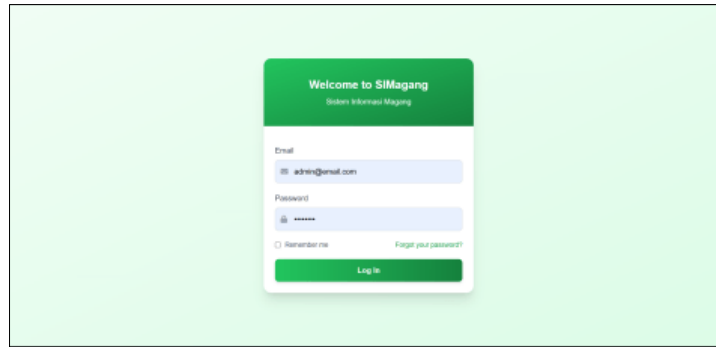 Welcome to SIMagang
Sistem Informasi Magang
Email
admin@email.com
Password
Remember me
Forgot your password?
Log In